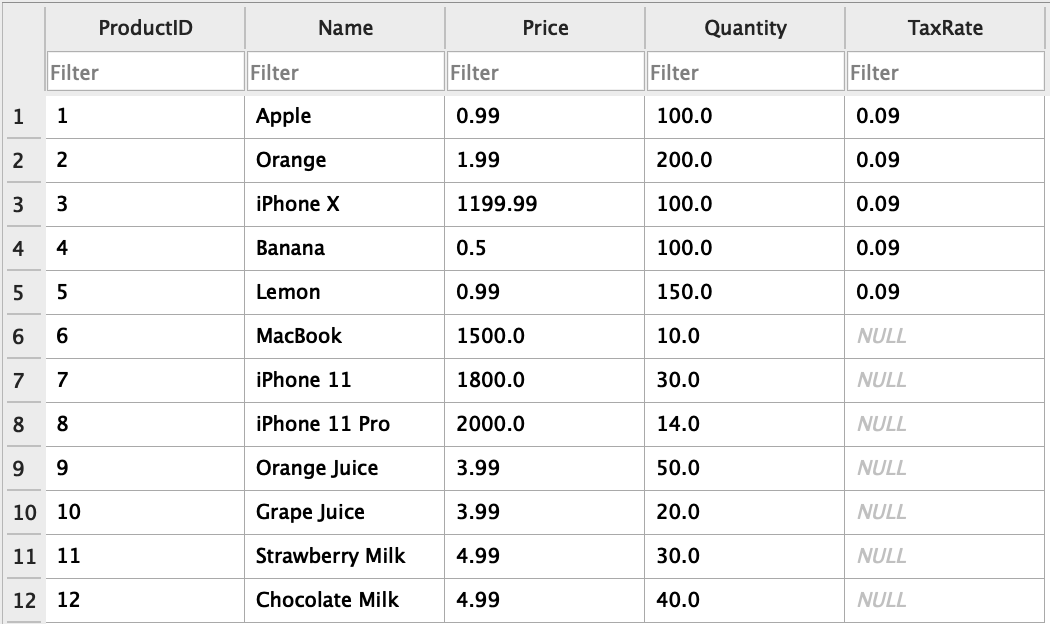 ProductID Name Price Quantity TaxRate
Filter Filter Filter Filter Filter
1 1 Apple 0.99 100.0 0.09
2 2 Orange 1.99 200.0 0.09
3 3 iPhone X 1199.99 100.0 0.09
4 4 Banana 0.5 100.0 0.09
5 5 Lemon 0.99 150.0 0.09
6 6 MacBook 1500.0 10.0 NULL
7 7 iPhone 11 1800.0 30.0 NULL
8 8 iPhone 11 Pro 2000.0 14.0 NULL
9 9 Orange Juice 3.99 50.0 NULL
10 10 Grape Juice 3.99 20.0 NULL
11 11 Strawberry Milk 4.99 30.0 NULL
12 12 Chocolate Milk 4.99 40.0 NULL